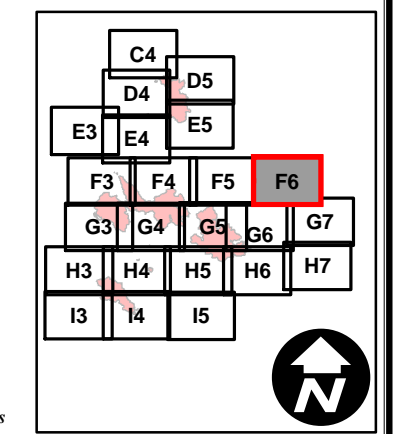 C4
D4 D5
E3 E4 E5
F3 F4 F5 F6
G3 G4 G5 G6 G7
H3 H4 H5 H6 H7
I3 I4 I5
N
s